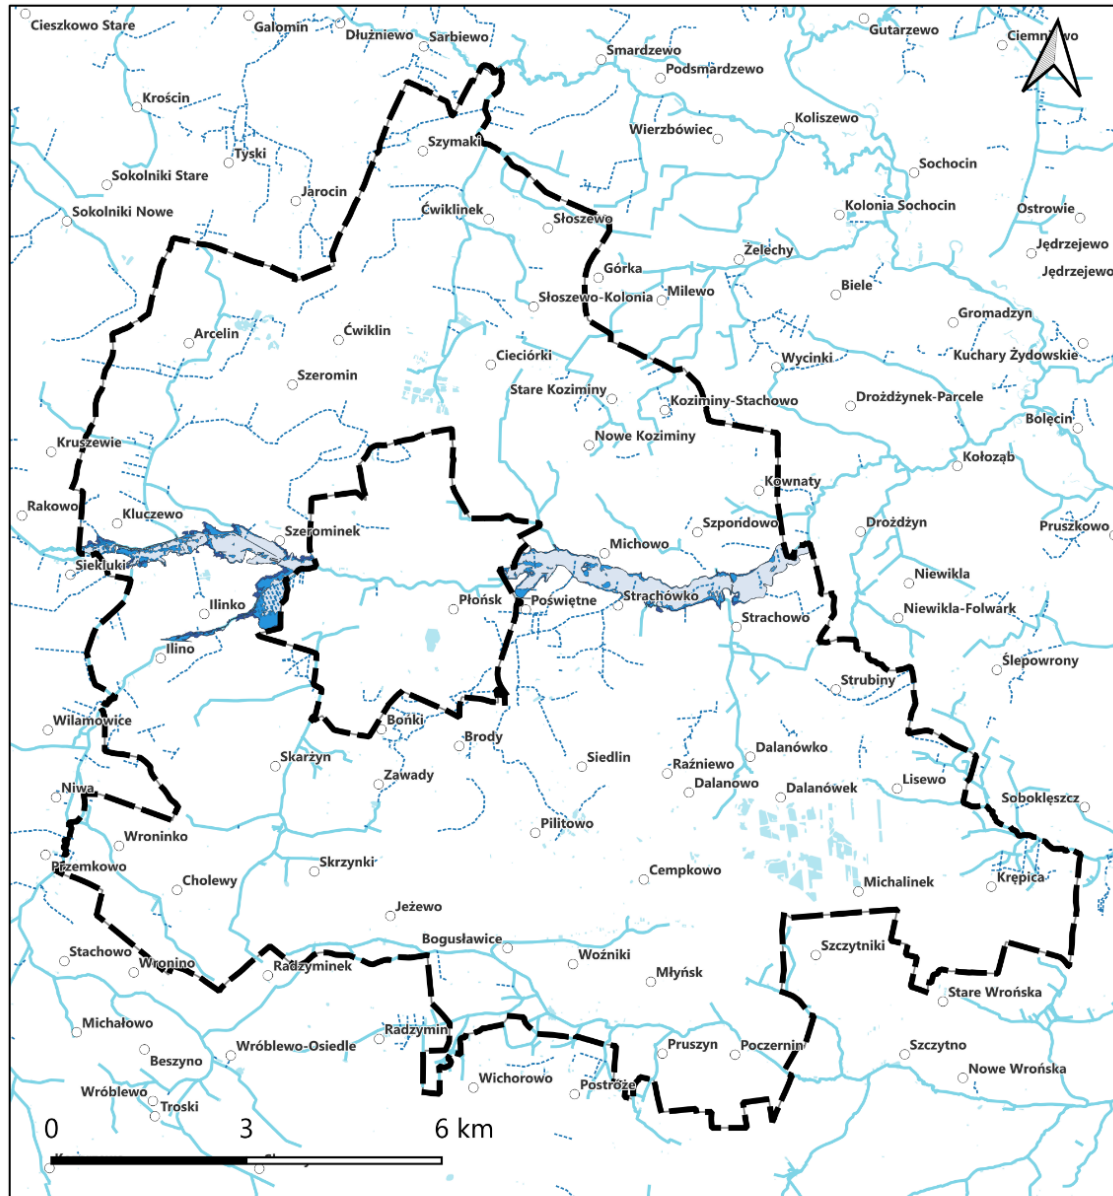 Cieszkowo Stare
Galomin
Dłużniewo
Sarbiewo
Gutarzewo
Smardzewo
Podsmardzewo
Krościn
Koliszewo
Wierzbówiec
Szymaki
Tyski
Sochocin
Sokolniki Stare
Jarocin
Sokolniki Nowe
Ćwiklinek
Słoszewo
Kolonia Sochocin
Ostrowie
Żelechy
Jędrzejewo
Górka
Jędrzejewo
Słoszewo-Kolonia
Milewo
Biele
Gromadzyn
Arcelin
Ćwiklin
Cieciórki
Wycinki
Kuchary Żydowskie
Szeromin
Stare Koziminy
Koziminy-Stachowo
Drożdżynek-Parcele
Bolęcin
Kruszewie
Nowe Koziminy
Kołoząb
Kownaty
Rakowo
Kluczewo
Szerominek
Szpondowo
Drożdżyn
Pruszkowo
Michowo
Siekluki
Niewikla
Ilinko
Płońsk
Poświętne
Strachówko
Niewikla-Folwark
Strachowo
Ilino
Ślepowrony
Strubiny
Wilamowice
Bońki
Brody
Dalanówko
Skarżyn
Siedlin
Raźniewo
Zawady
Dalanowo
Dalanówek
Lisewo
Niwa
Soboklęszcz
Wroninko
Pilitowo
Przemkowo
Skrzynki
Cempkowo
Cholewy
Michalinek
Krępica
Jeżewo
Bogusławice
Stachowo
Wronino
Radzyminek
Woźniki
Szczytniki
Młyńsk
Stare Wrońska
Michałowo
Radzymin
Beszyno
Wróblewo-Osiedle
Pruszyn
Poczernin
Szczytno
Wichorowo
Postróże
Nowe Wrońska
Wróblewo
Troski
0 3 6 km